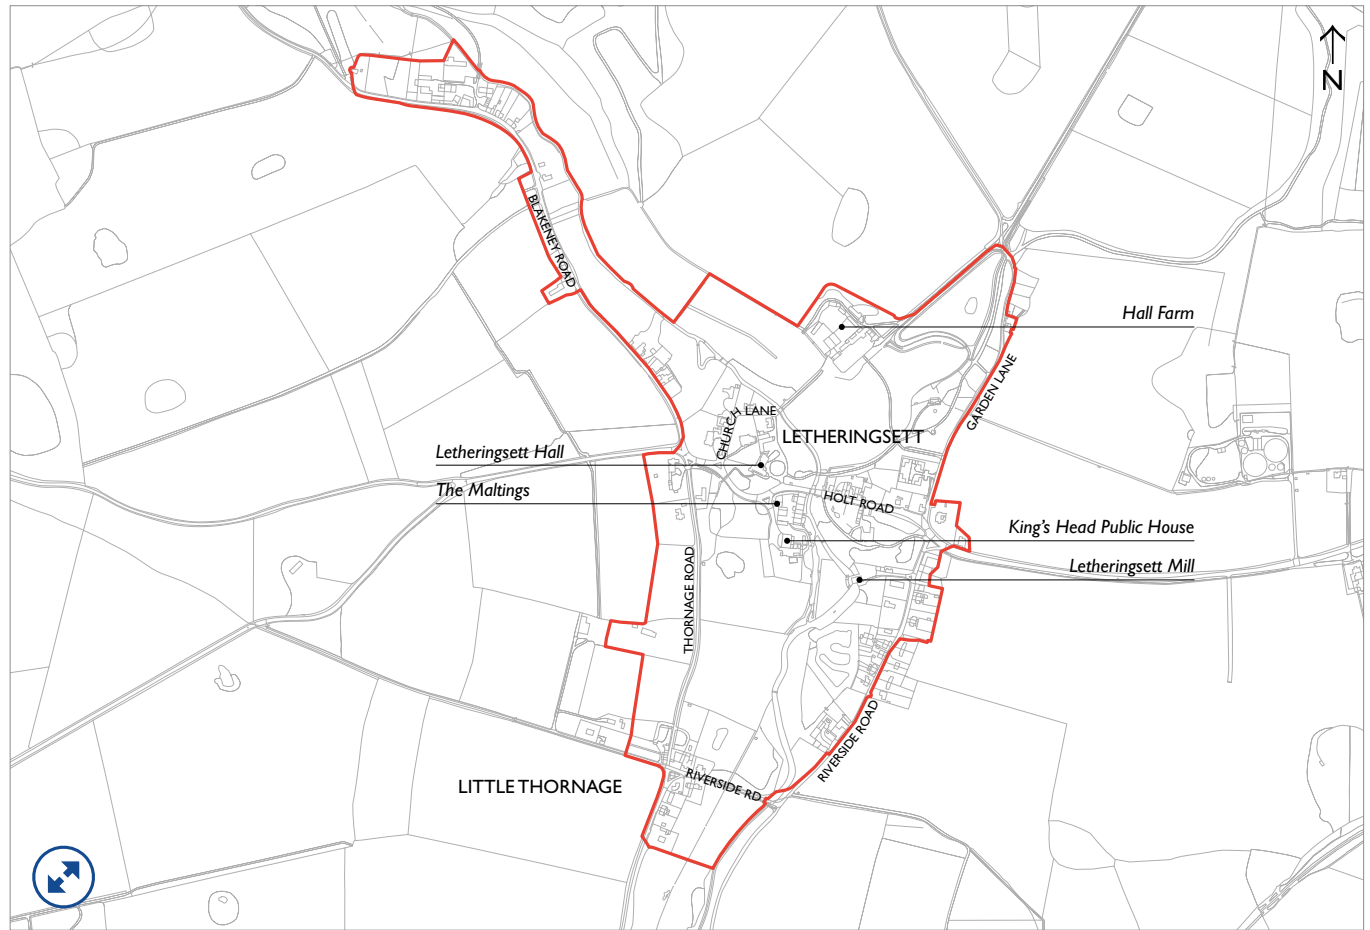 N
BLAKENEY ROAD
Hall Farm
GARDEN LANE
CHURCH LANE
LETHERINGSETT
Letheringsett Hall
The Maltings
HOLT ROAD
King's Head Public House
Letheringsett Mill
THORNAGE ROAD
RIVERSIDE ROAD
RIVERSIDE RD
LITTLE THORNAGE